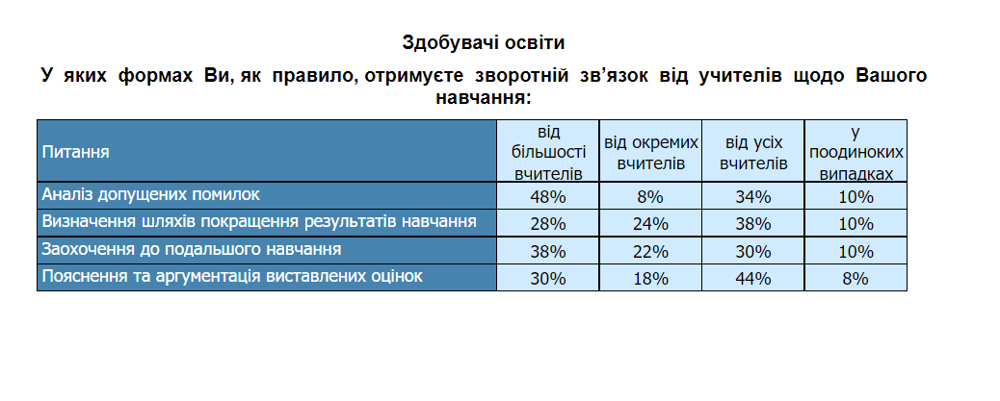 Здобувачі освіти
У яких формах Ви, як правило, отримуєте зворотній зв’язок від учителів щодо Вашого
навчання:
Питання від більшості вчителів від окремих вчителів від усіх вчителів у поодиноких випадках
Аналіз допущених помилок 48% 8% 34% 10%
Визначення шляхів покращення результатів навчання 28% 24% 38% 10%
Заохочення до подальшого навчання 38% 22% 30% 10%
Пояснення та аргументація виставлених оцінок 30% 18% 44% 8%